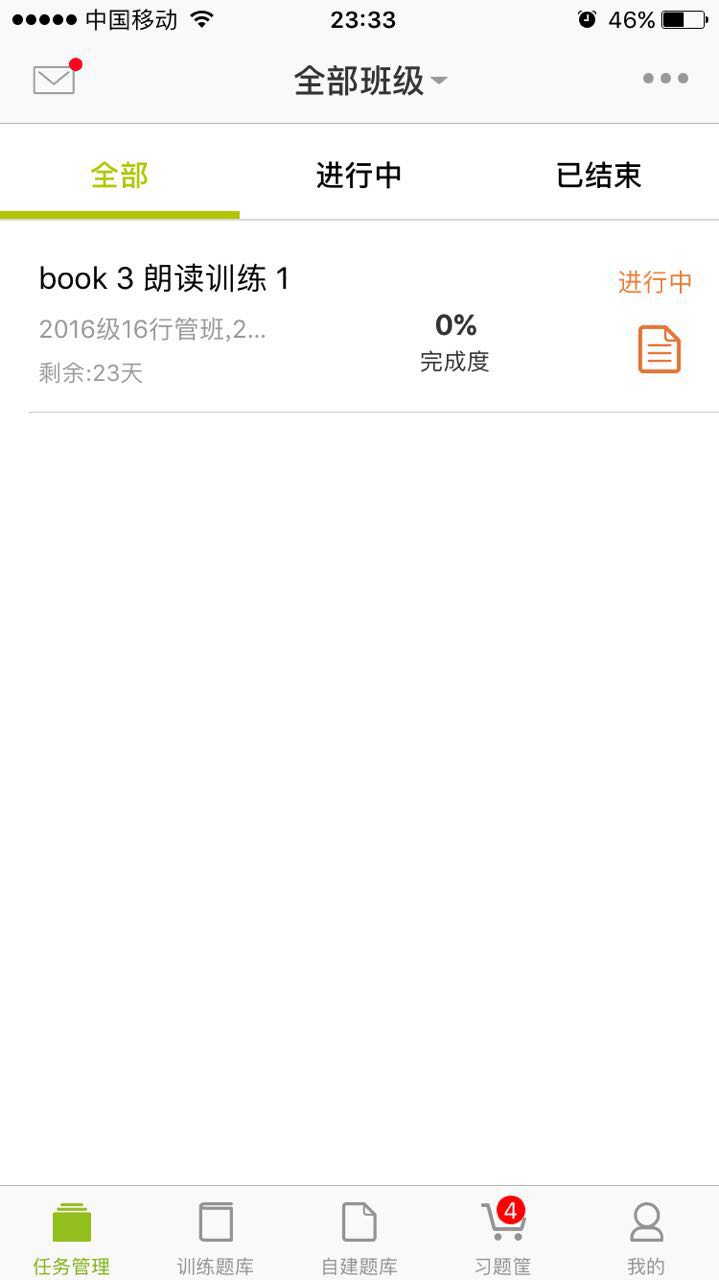 中国移动 23:33 46%
全部班级
全部 进行中 已结束
book 3 朗读训练 1
进行中
2016级16行管班,2...
0%
剩余:23天
完成度
4
任务管理 训练题库 自建题库 习题筐 我的